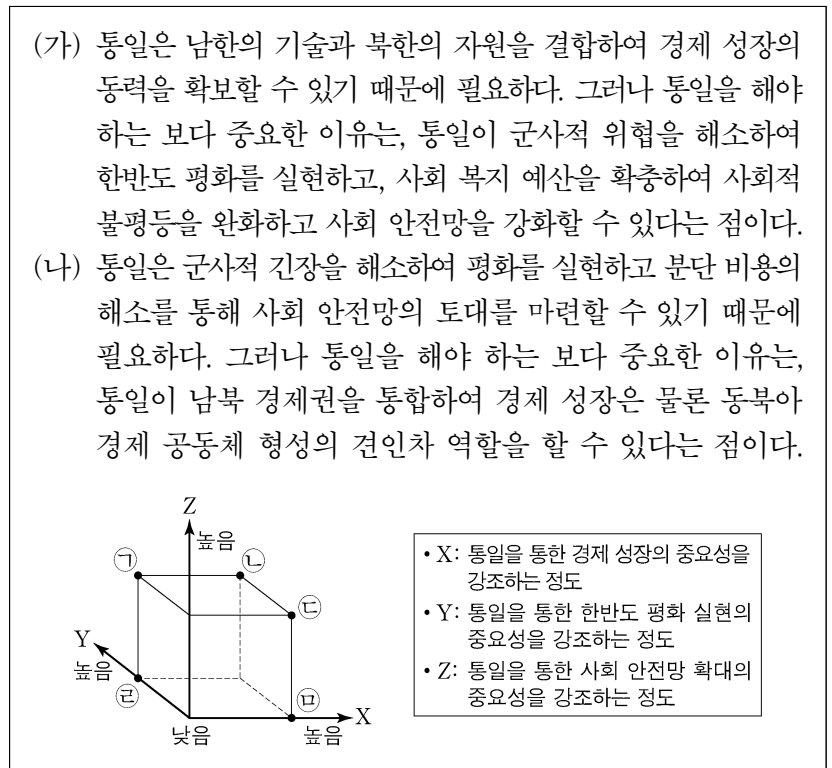 (가) 통일은 남한의 기술과 북한의 자원을 결합하여 경제 성장의
동력을 확보할 수 있기 때문에 필요하다. 그러나 통일을 해야
하는 보다 중요한 이유는, 통일이 군사적 위협을 해소하여
한반도 평화를 실현하고, 사회 복지 예산을 확충하여 사회적
불평등을 완화하고 사회 안전망을 강화할 수 있다는 점이다.
(나) 통일은 군사적 긴장을 해소하여 평화를 실현하고 분단 비용의
해소를 통해 사회 안전망의 토대를 마련할 수 있기 때문에
필요하다. 그러나 통일을 해야 하는 보다 중요한 이유는,
통일이 남북 경제권을 통합하여 경제 성장은 물론 동북아
경제 공동체 형성의 견인차 역할을 할 수 있다는 점이다.
Z
높음
㉠
㉡
㉢
Y
높음
㉣
㉤
X
낮음
높음
• X: 통일을 통한 경제 성장의 중요성을
강조하는 정도
• Y: 통일을 통한 한반도 평화 실현의
중요성을 강조하는 정도
• Z: 통일을 통한 사회 안전망 확대의
중요성을 강조하는 정도